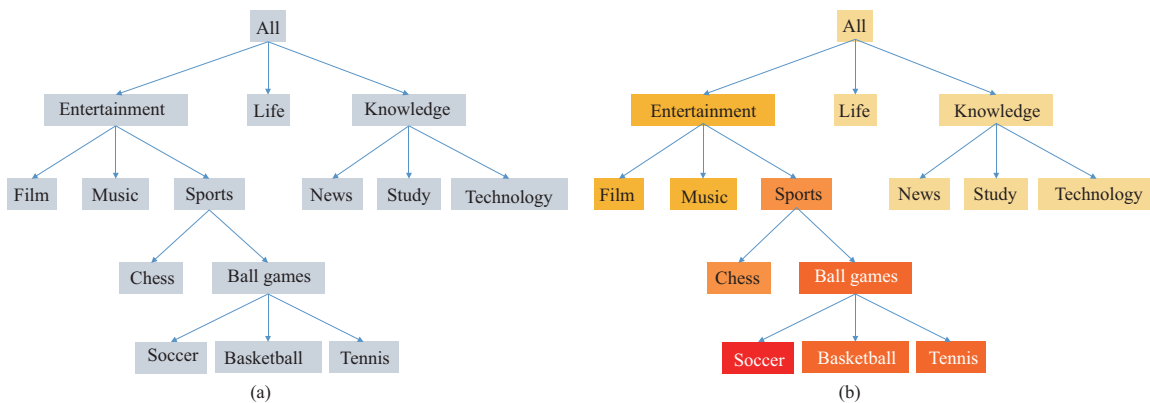 All
Entertainment
Life
Knowledge
Film
Music
Sports
News
Study
Technology
Chess
Ball games
Soccer
Basketball
Tennis
(a)
All
Entertainment
Life
Knowledge
Film
Music
Sports
News
Study
Technology
Chess
Ball games
Soccer
Basketball
Tennis
(b)